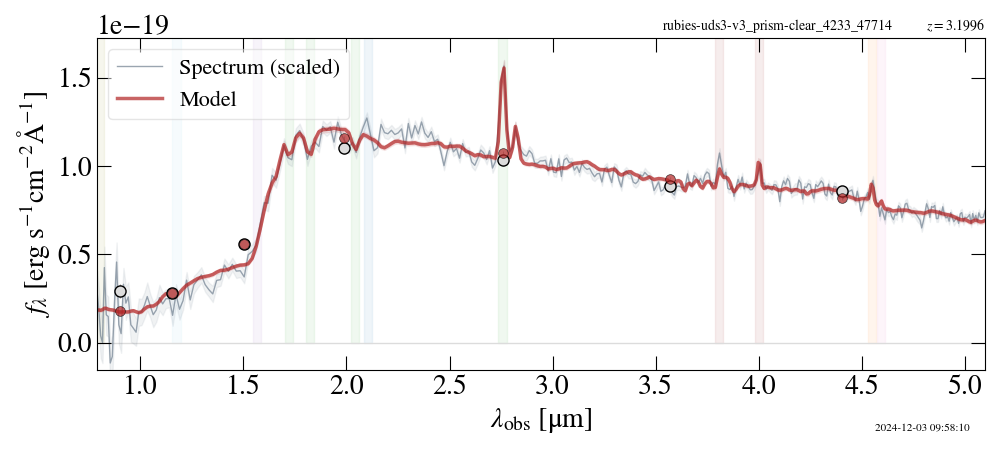 1e−19
rubies-uds3-v3_prism-clear_4233_47714 z = 3.1996
Spectrum (scaled)
Model
1.5
1.0
0.5
0.0
fλ [erg s⁻¹cm⁻²Å⁻¹]
1.0 1.5 2.0 2.5 3.0 3.5 4.0 4.5 5.0
λobs [μm]
2024-12-03 09:58:10